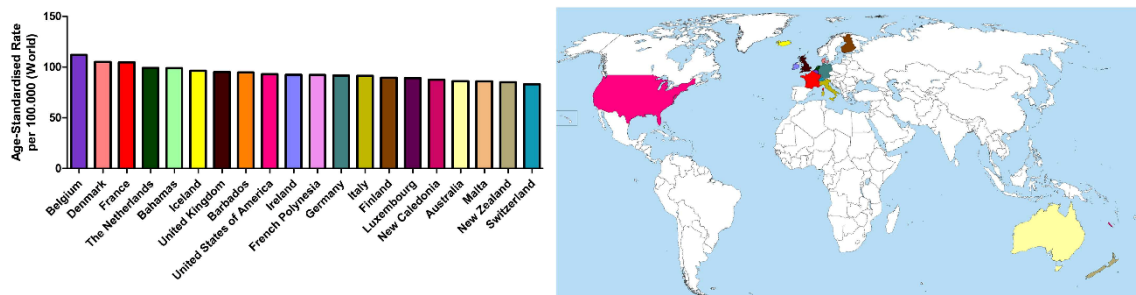 Age-Standardised Rate
per 100.000 (World)
150
100
50
0
Belgium
Denmark
France
The Netherlands
Bahamas
Iceland
United Kingdom
Barbedos
United States of America
Ireland
French Polynesia
Germany
Italy
Finland
Luxembourg
New Caledonia
Australia
Malta
New Zealand
Switzerland